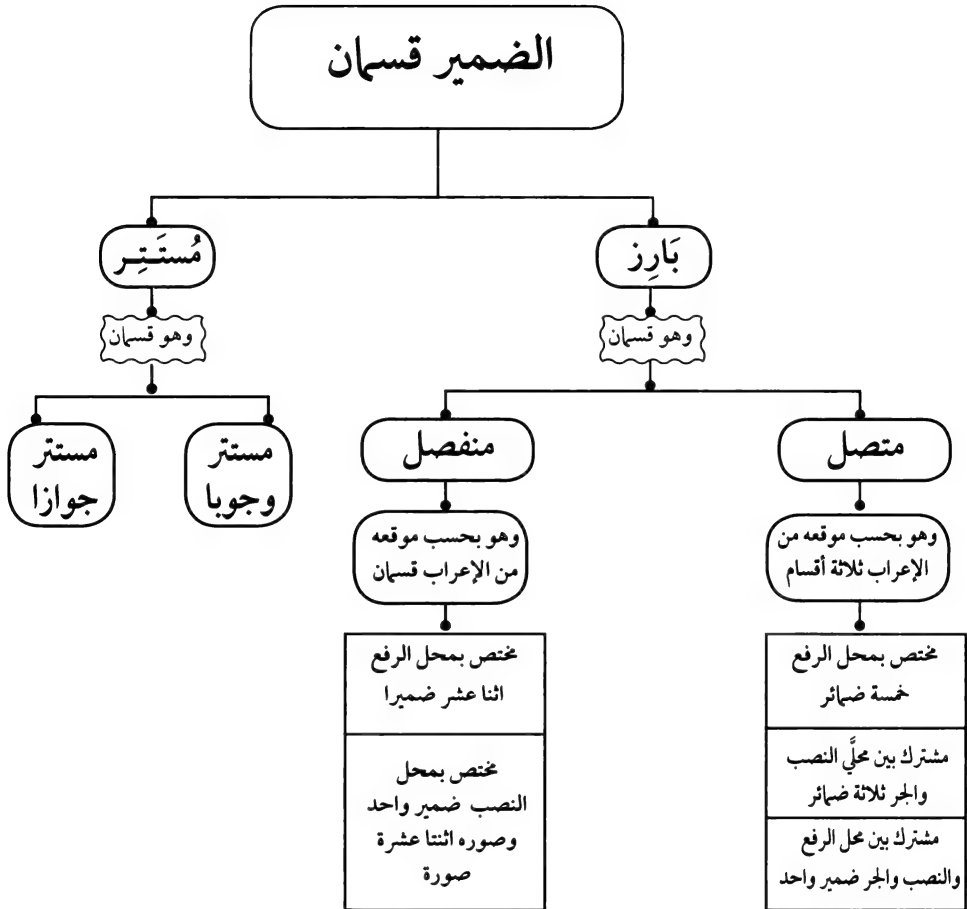 الضمير قسمان
بَارِز
مُستَـتِـر
وهو قسمان
وهو قسمان
متصل
منفصل
مستتر
وجوبا
مستتر
جوازا
وهو بحسب موقعه من
الإعراب ثلاثة أقسام
وهو بحسب موقعه
من الإعراب قسمان
مختص بمحل الرفع
خمسة ضمائر
مشترك بين محلَّي النصب
والجر ثلاثة ضمائر
مشترك بين محل الرفع
والنصب والجر ضمير واحد
مختص بمحل الرفع
اثنا عشر ضميرا
مختص بمحل
النصب ضمير واحد
وصوره اثنتا عشرة
صورة